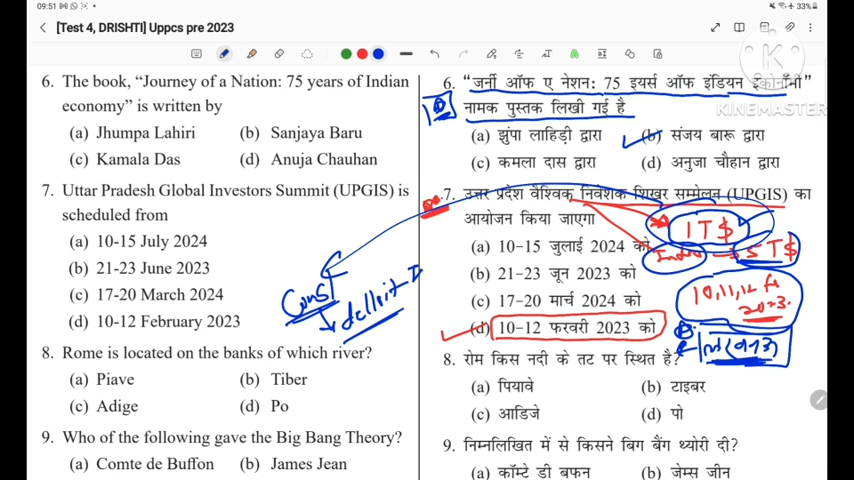 09:51
33%
[Test 4, DRISHTI] Uppcs pre 2023
K
KINEMASTER
6. The book, “Journey of a Nation: 75 years of Indian
economy” is written by
(a) Jhumpa Lahiri (b) Sanjaya Baru
(c) Kamala Das (d) Anuja Chauhan
7. Uttar Pradesh Global Investors Summit (UPGIS) is
scheduled from
(a) 10-15 July 2024
(b) 21-23 June 2023
(c) 17-20 March 2024
(d) 10-12 February 2023
8. Rome is located on the banks of which river?
(a) Piave (b) Tiber
(c) Adige (d) Po
9. Who of the following gave the Big Bang Theory?
(a) Comte de Buffon (b) James Jean
6. “जर्नी ऑफ ए नेशन: 75 इयर्स ऑफ इंडियन इकोनॉमी”
नामक पुस्तक लिखी गई है
(a) झुंपा लाहिड़ी द्वारा (b) संजय बारू द्वारा
(c) कमला दास द्वारा (d) अनुजा चौहान द्वारा
7. उत्तर प्रदेश वैश्विक निवेशक शिखर सम्मेलन (UPGIS) का
आयोजन किया जाएगा
1 T $
(a) 10-15 जुलाई 2024 को
India → 5 T $
(b) 21-23 जून 2023 को
(c) 17-20 मार्च 2024 को
10, 11, 12
2023.
(d) 10-12 फरवरी 2023 को
Const
8. रोम किस नदी के तट पर स्थित है?
(a) पियावे (b) टाइबर
(c) आडिजे (d) पो
9. निम्नलिखित में से किसने बिग बैंग थ्योरी दी?
(a) कॉम्टे डी बफन (b) जेम्स जीन